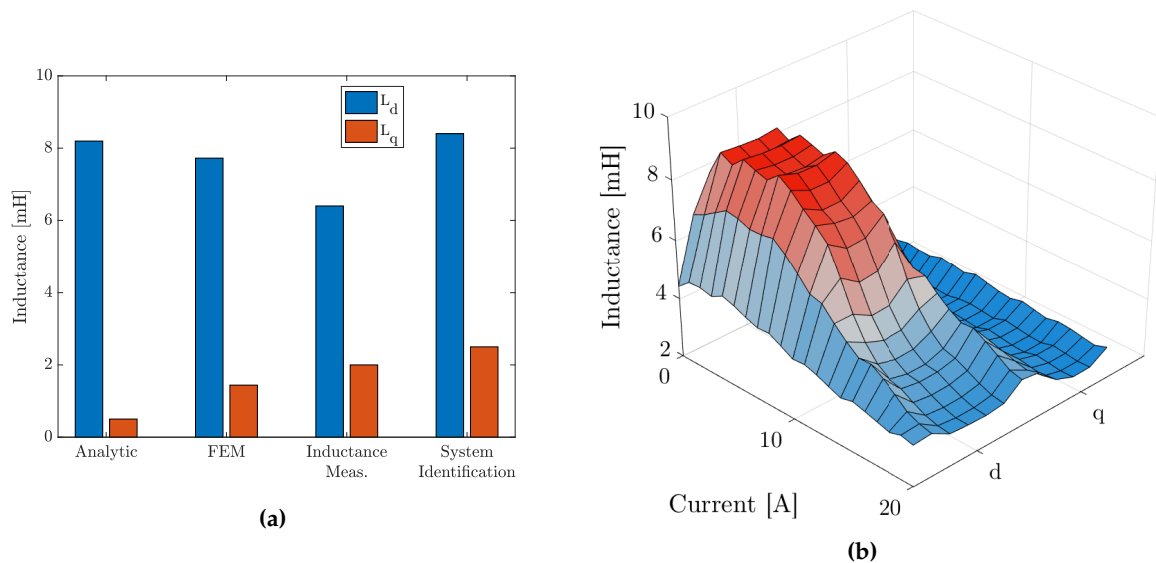 10
8
6
4
2
0
Inductance [mH]
L_d
L_q
Analytic
FEM
Inductance
Meas.
System
Identification
(a)
10
8
6
4
2
Inductance [mH]
0
10
20
Current [A]
d
q
(b)